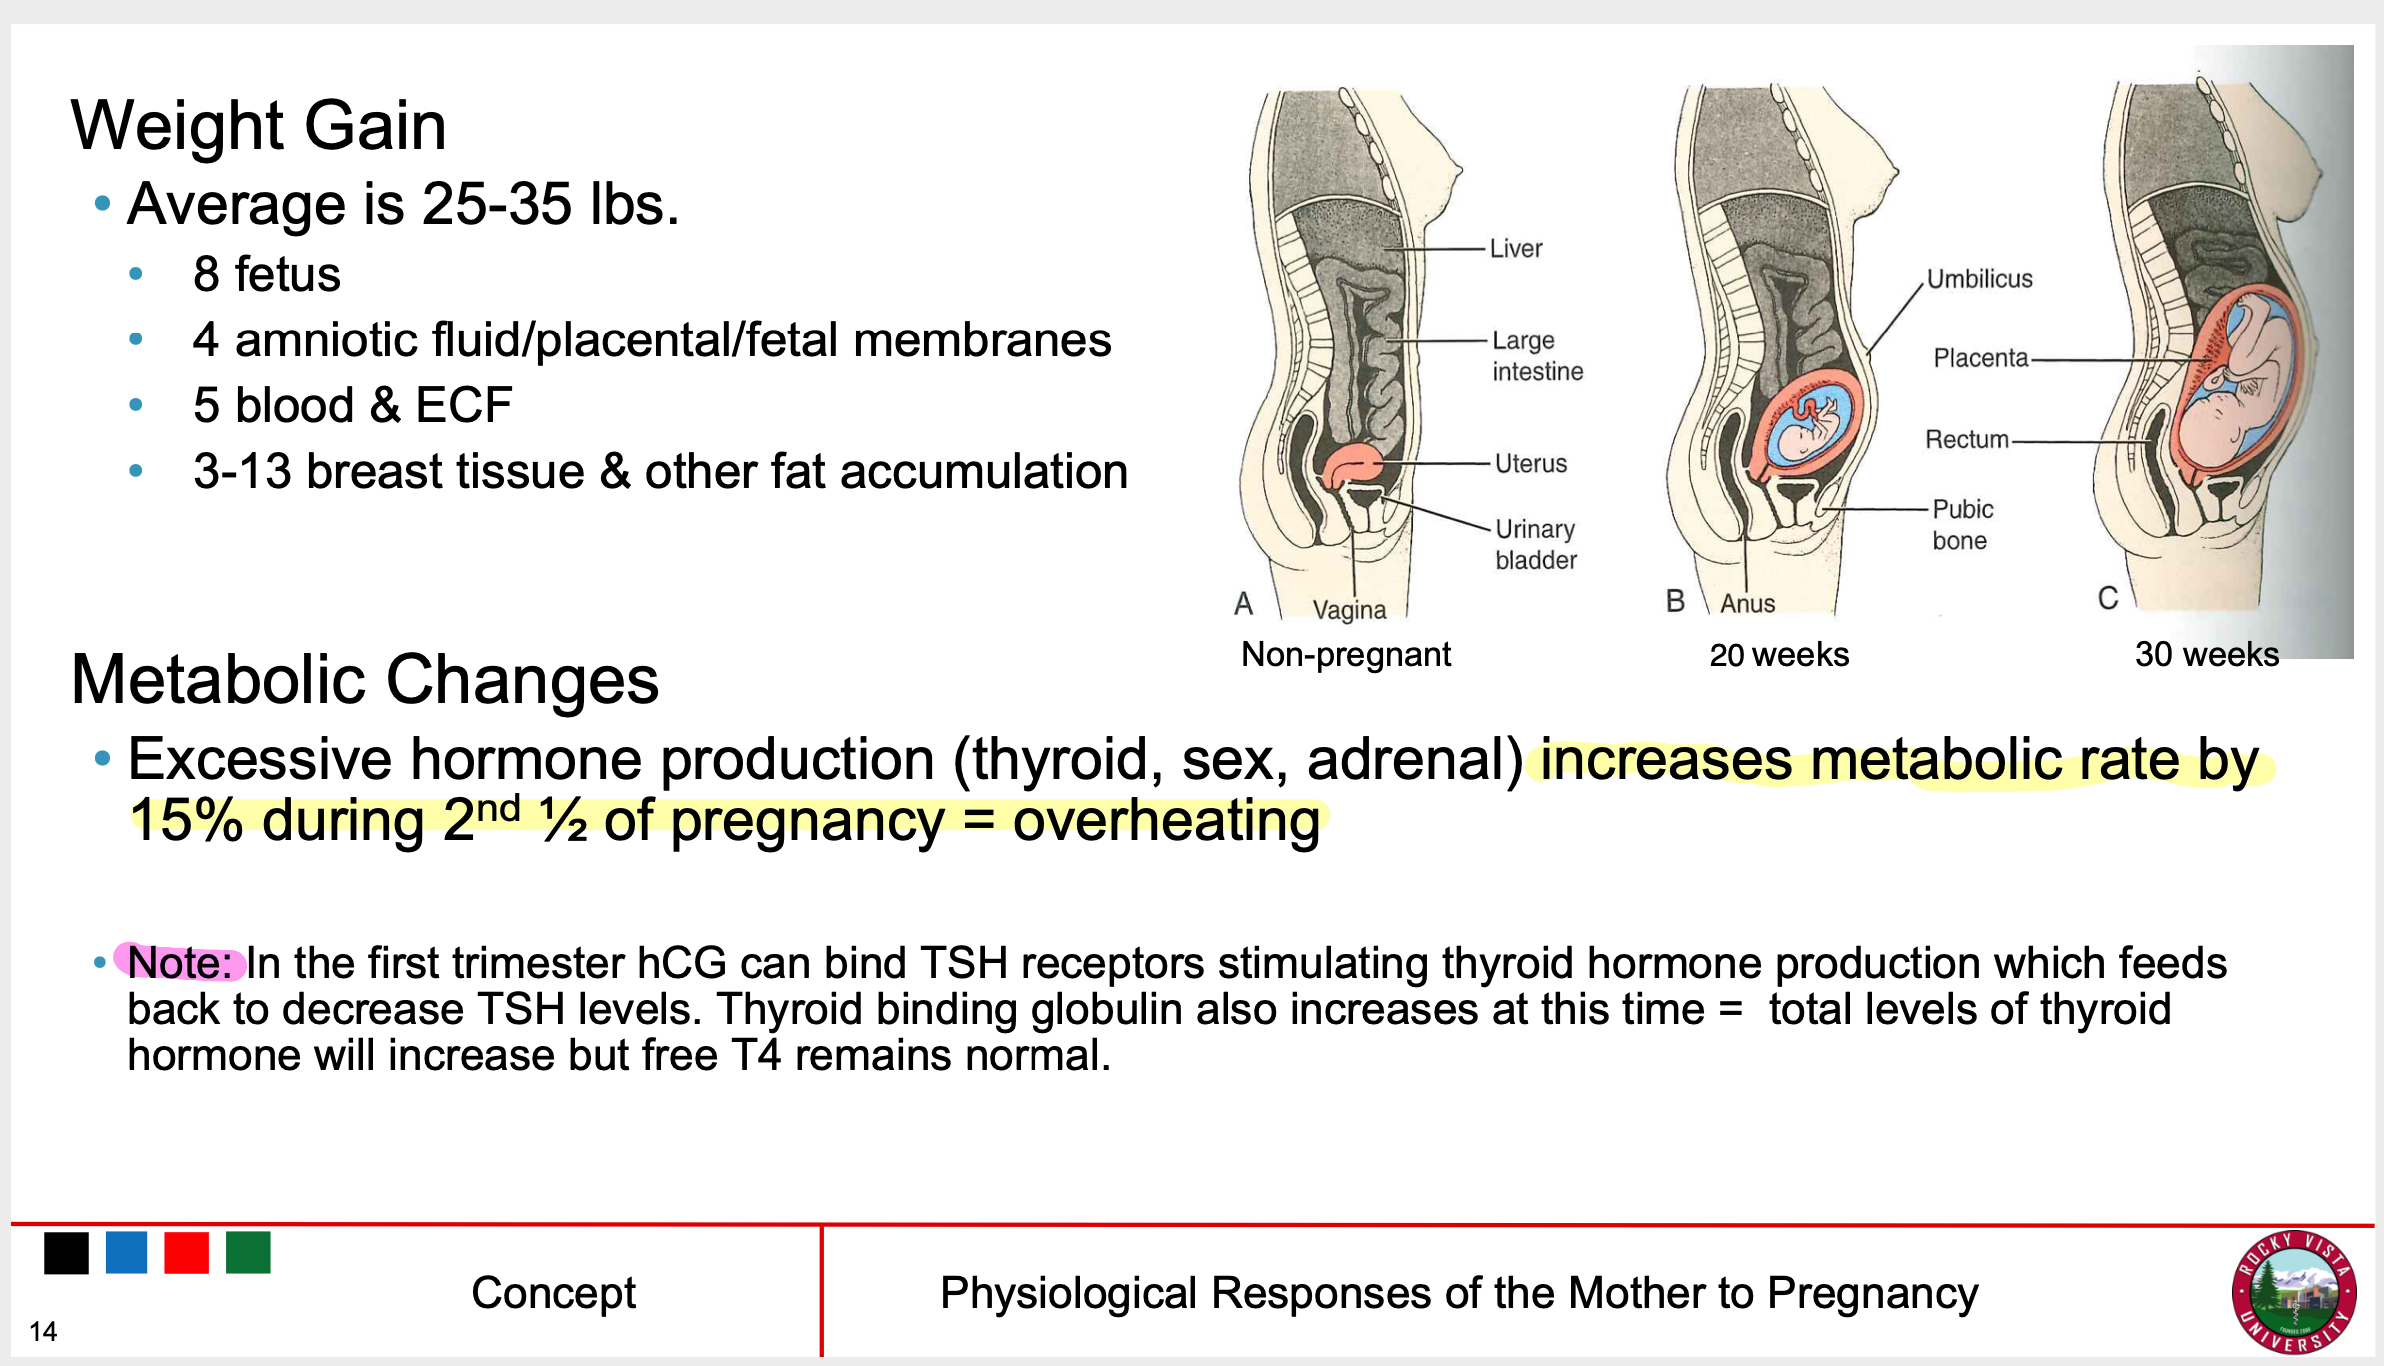 Weight Gain
• Average is 25-35 lbs.
• 8 fetus
• 4 amniotic fluid/placental/fetal membranes
• 5 blood & ECF
• 3-13 breast tissue & other fat accumulation
Liver
Large
intestine
Uterus
Urinary
bladder
Vagina
A
Non-pregnant
Umbilicus
Placenta
Rectum
Pubic
bone
B
Anus
20 weeks
C
30 weeks
Metabolic Changes
• Excessive hormone production (thyroid, sex, adrenal) increases metabolic rate by
15% during 2nd ½ of pregnancy = overheating
• Note: In the first trimester hCG can bind TSH receptors stimulating thyroid hormone production which feeds
back to decrease TSH levels. Thyroid binding globulin also increases at this time = total levels of thyroid
hormone will increase but free T4 remains normal.
Concept
Physiological Responses of the Mother to Pregnancy
14
ROCKY VISTA
UNIVERSITY